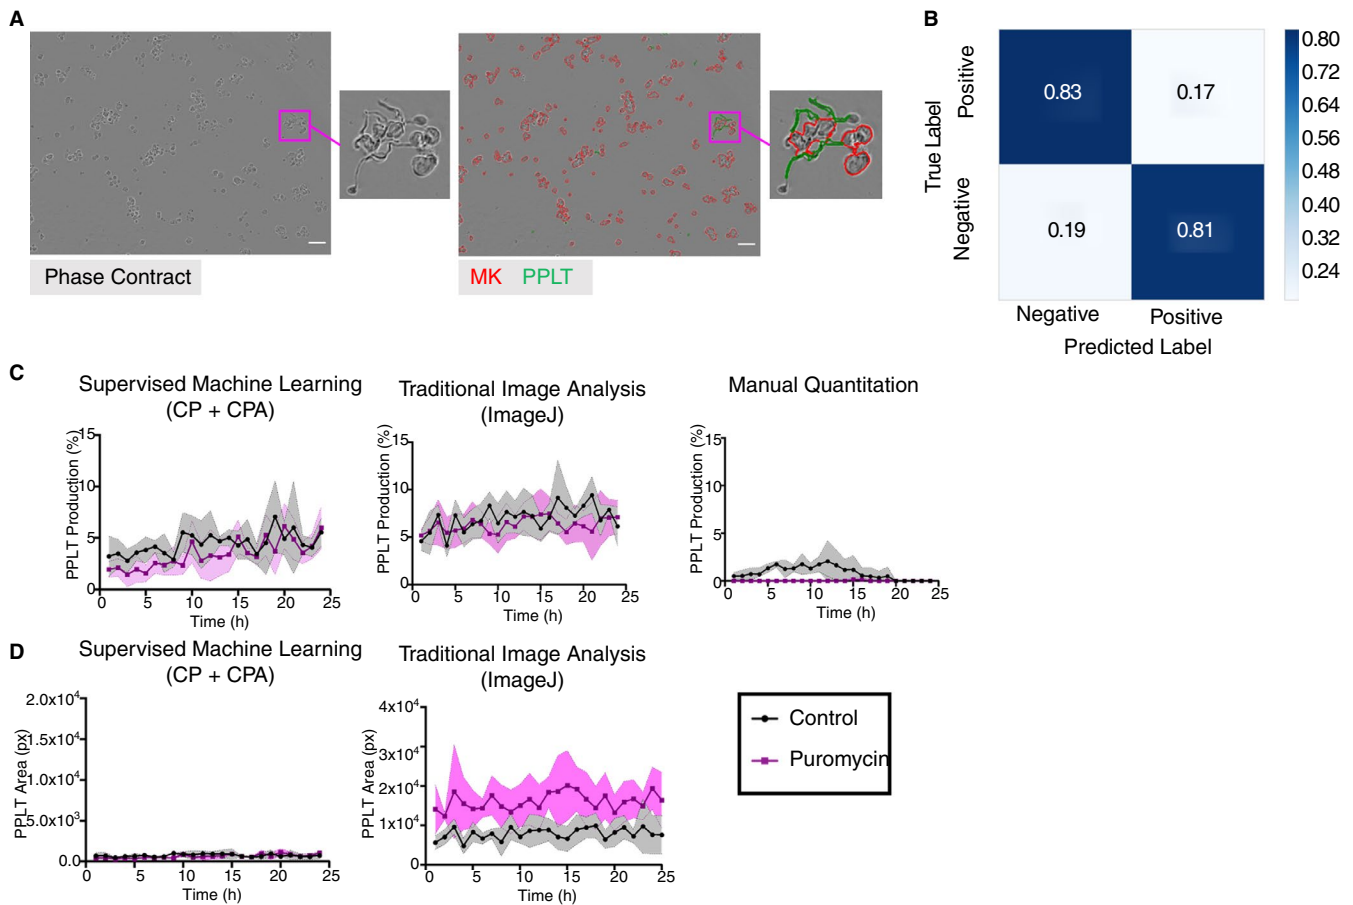 A
Phase Contract
MK PPLT
B
True Label
Positive
Negative
0.83
0.17
0.19
0.81
Negative
Positive
Predicted Label
0.80
0.72
0.64
0.56
0.48
0.40
0.32
0.24
C
Supervised Machine Learning
(CP + CPA)
PPLT Production (%)
15
10
5
0
0 5 10 15 20 25
Time (h)
Traditional Image Analysis
(ImageJ)
PPLT Production (%)
15
10
5
0
0 5 10 15 20 25
Time (h)
Manual Quantitation
PPLT Production (%)
15
10
5
0
0 5 10 15 20 25
Time (h)
D
Supervised Machine Learning
(CP + CPA)
PPLT Area (px)
2.0x10⁴
1.5x10⁴
1.0x10⁴
5.0x10³
0.0
0 5 10 15 20 25
Time (h)
Traditional Image Analysis
(ImageJ)
PPLT Area (px)
4x10⁴
3x10⁴
2x10⁴
1x10⁴
0
0 5 10 15 20 25
Time (h)
Control
Puromycin